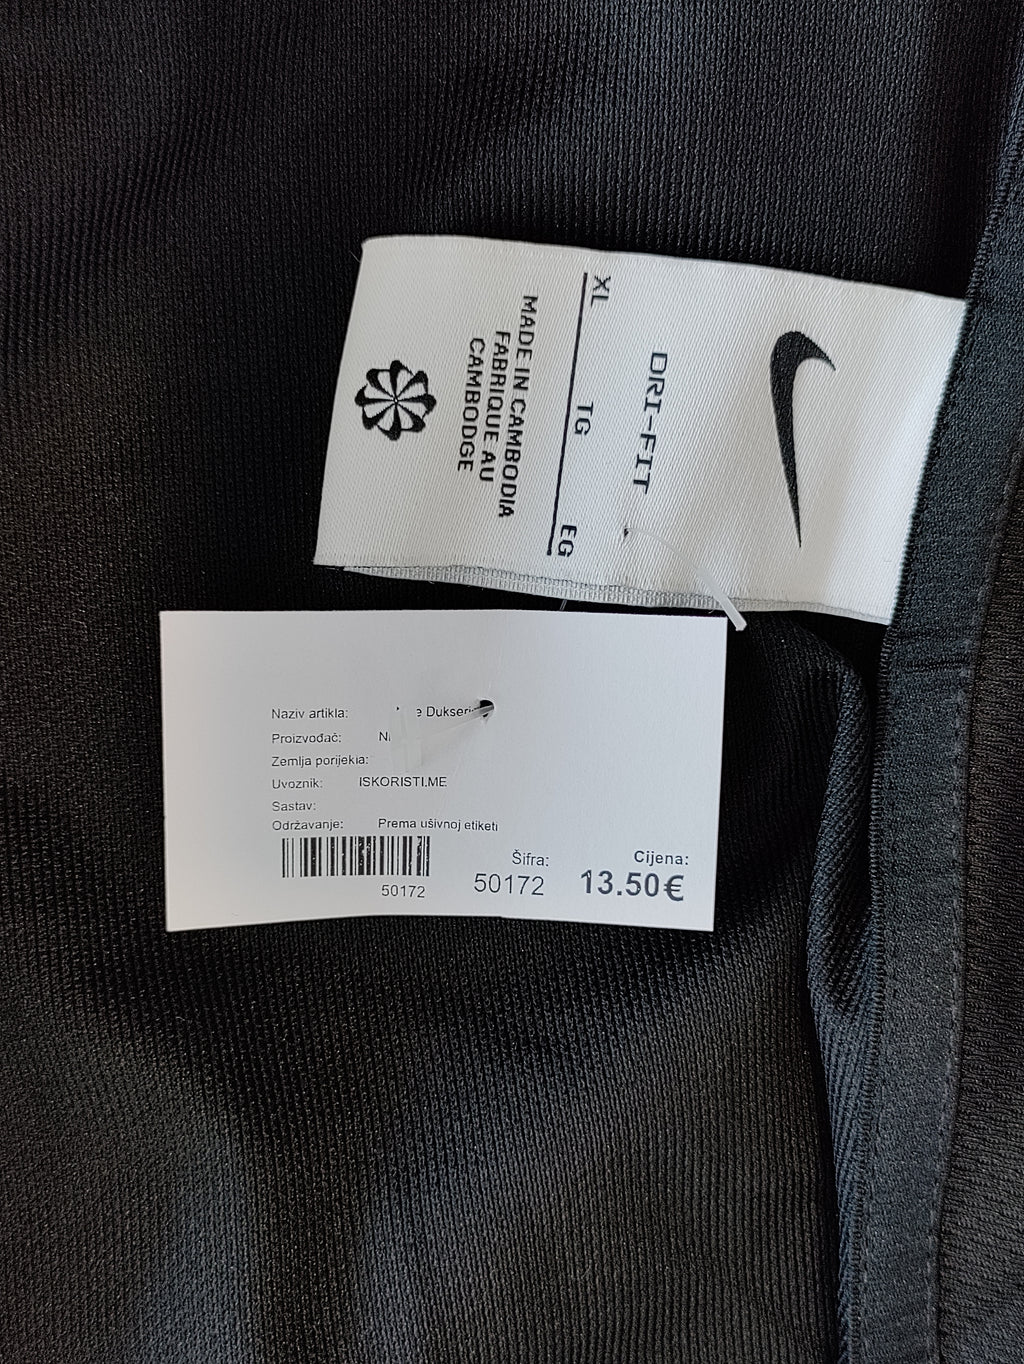 DRI-FIT
XL TG EG
MADE IN CAMBODIA
FABRIQUE AU
CAMBODGE
Naziv artikla:
Proizvođač:
Zemlja porijekla:
Uvoznik: ISKORISTI.ME
Sastav:
Održavanje: Prema ušivnoj etiketi
50172
Šifra:
50172
Cijena:
13.50€